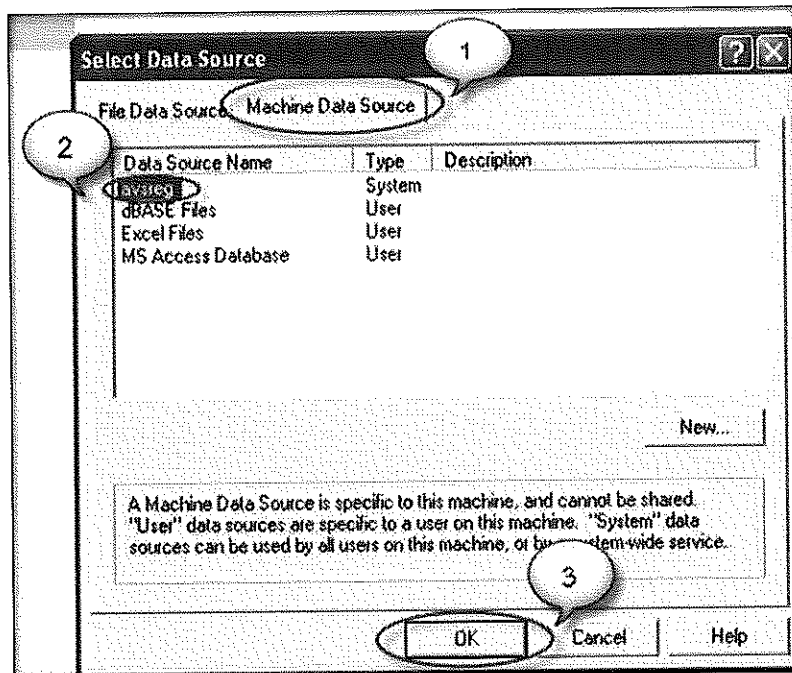 Select Data Source
1
File Data Source Machine Data Source
2
Data Source Name Type Description
System
dBASE Files User
Excel Files User
MS Access Database User
New...
A Machine Data Source is specific to this machine, and cannot be shared.
"User" data sources are specific to a user on this machine. "System" data
sources can be used by all users on this machine, or by system-wide service.
3
OK Cancel Help